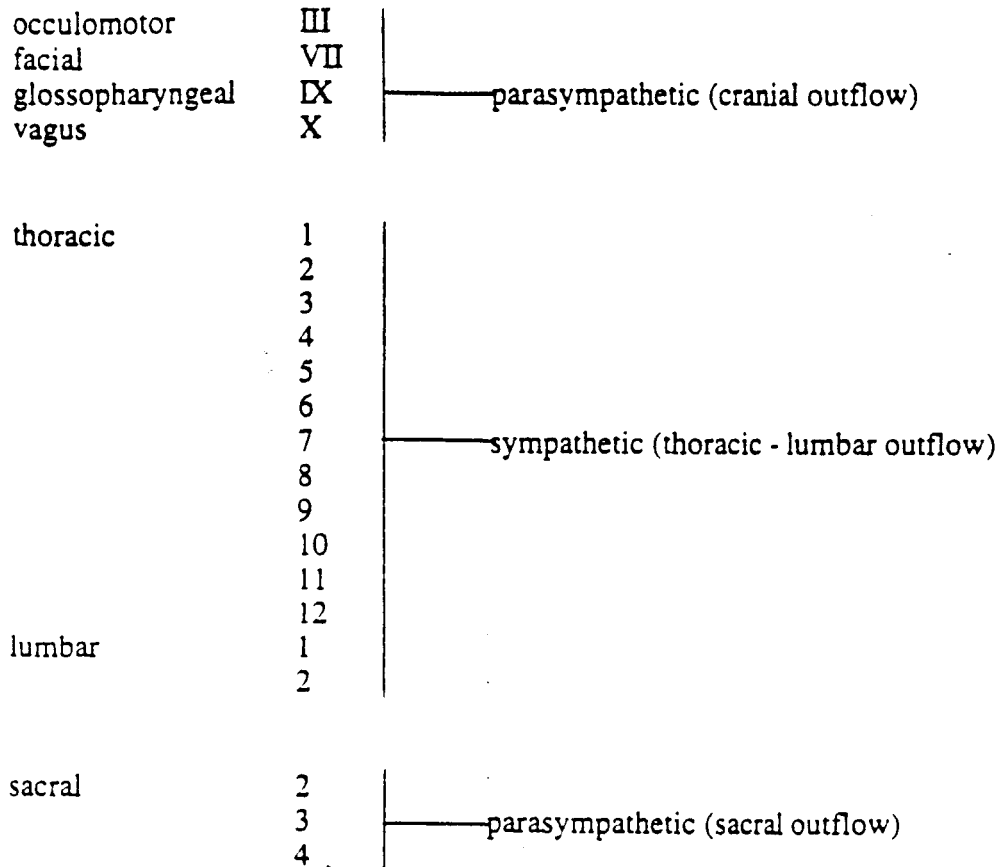 occulomotor III
facial VII
glossopharyngeal IX parasympathetic (cranial outflow)
vagus X
thoracic 1
2
3
4
5
6
7 sympathetic (thoracic - lumbar outflow)
8
9
10
11
12
lumbar 1
2
sacral 2
3 parasympathetic (sacral outflow)
4